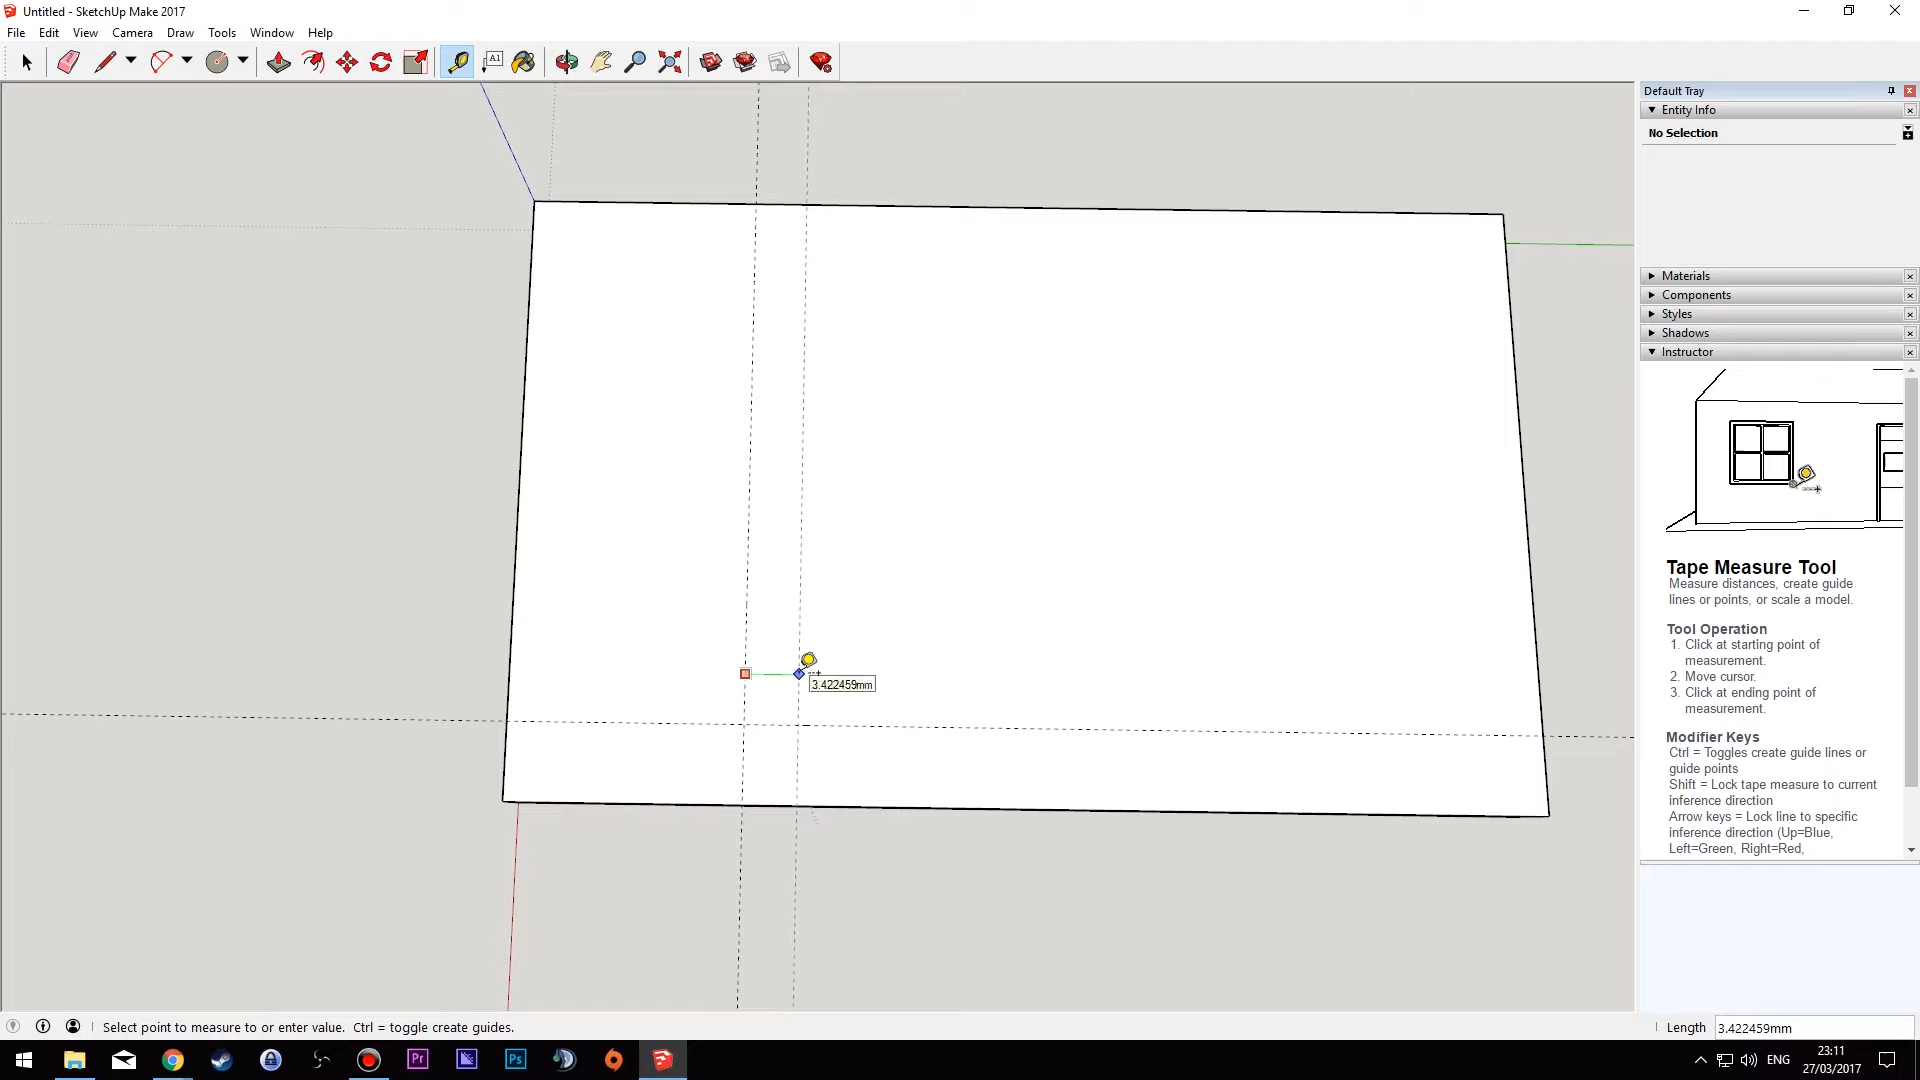 Untitled - SketchUp Make 2017
File Edit View Camera Draw Tools Window Help
A1
Default Tray
Entity Info
No Selection
Materials
Components
Styles
Shadows
Instructor
Tape Measure Tool
Measure distances, create guide
lines or points, or scale a model.
Tool Operation
1. Click at starting point of
measurement.
2. Move cursor.
3. Click at ending point of
measurement.
Modifier Keys
Ctrl = Toggles create guide lines or
guide points
Shift = Lock tape measure to current
inference direction
Arrow keys = Lock line to specific
inference direction (Up=Blue,
Left=Green, Right=Red,
3.422459mm
Select point to measure to or enter value. Ctrl = toggle create guides.
Length 3.422459mm
Pr
Ps
ENG
23:11
27/03/2017